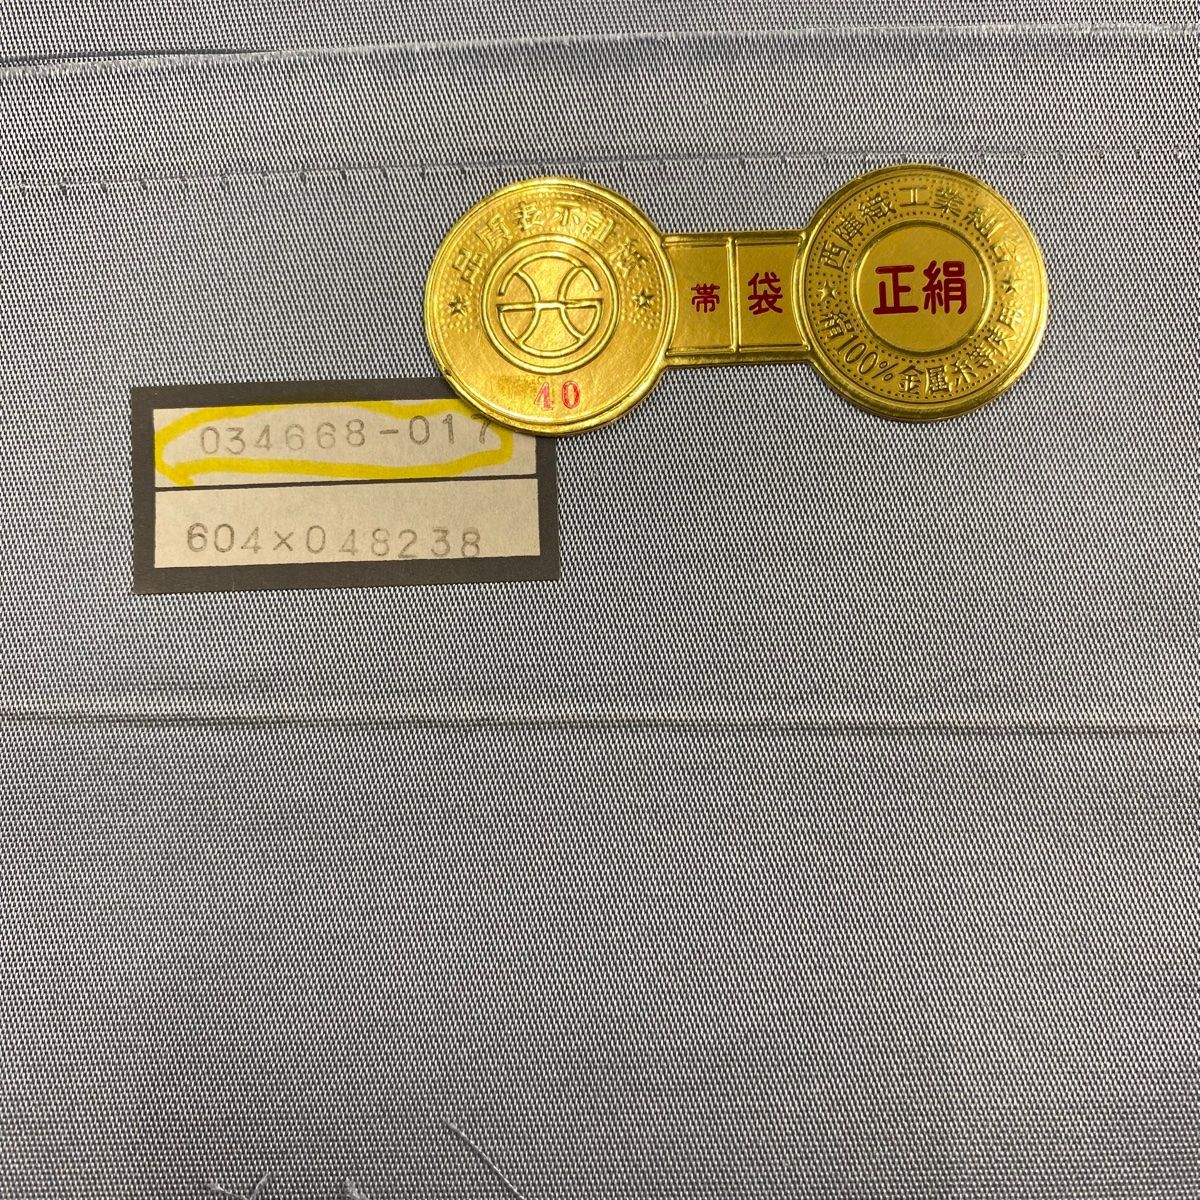 品質表示証紙
40
帯 袋
西陣織工業組合
正絹
絹100%金属糸等使用
034668-017
604×048238